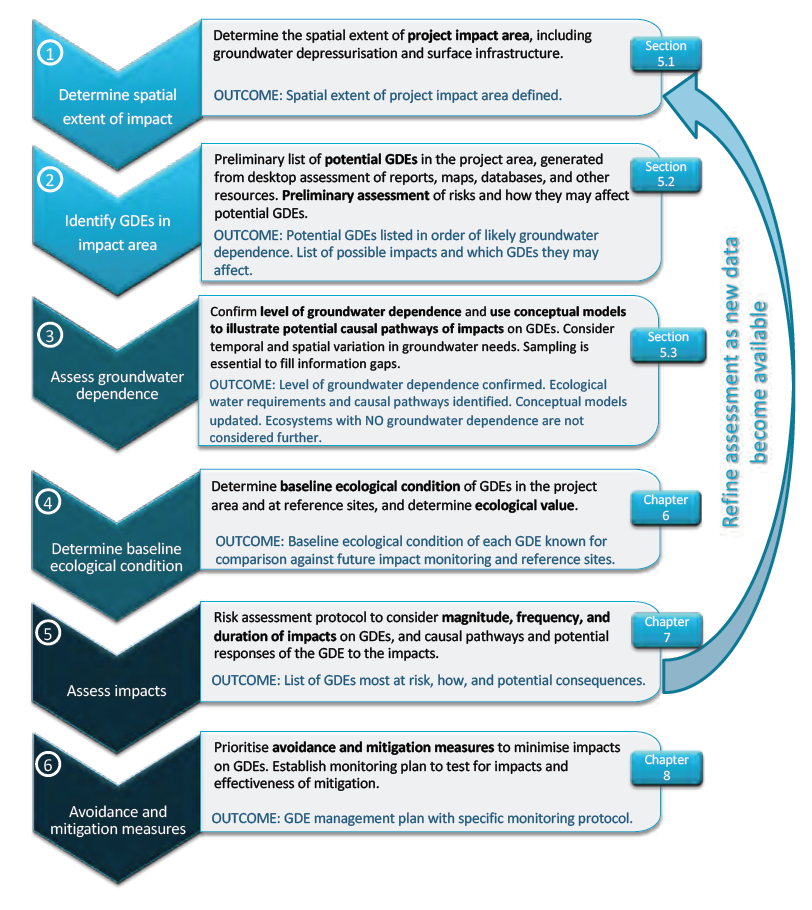 1
Determine spatial
extent of impact
Determine the spatial extent of project impact area, including
groundwater depressurisation and surface infrastructure.
OUTCOME: Spatial extent of project impact area defined.
Section
5.1
2
Identify GDEs in
impact area
Preliminary list of potential GDEs in the project area, generated
from desktop assessment of reports, maps, databases, and other
resources. Preliminary assessment of risks and how they may affect
potential GDEs.
OUTCOME: Potential GDEs listed in order of likely groundwater
dependence. List of possible impacts and which GDEs they may
affect.
Section
5.2
3
Assess groundwater
dependence
Confirm level of groundwater dependence and use conceptual models
to illustrate potential causal pathways of impacts on GDEs. Consider
temporal and spatial variation in groundwater needs. Sampling is
essential to fill information gaps.
OUTCOME: Level of groundwater dependence confirmed. Ecological
water requirements and causal pathways identified. Conceptual models
updated. Ecosystems with NO groundwater dependence are not
considered further.
Section
5.3
4
Determine baseline
ecological condition
Determine baseline ecological condition of GDEs in the project
area and at reference sites, and determine ecological value.
OUTCOME: Baseline ecological condition of each GDE known for
comparison against future impact monitoring and reference sites.
Chapter
6
5
Assess impacts
Risk assessment protocol to consider magnitude, frequency, and
duration of impacts on GDEs, and causal pathways and potential
responses of the GDE to the impacts.
OUTCOME: List of GDEs most at risk, how, and potential consequences.
Chapter
7
6
Avoidance and
mitigation measures
Prioritise avoidance and mitigation measures to minimise impacts
on GDEs. Establish monitoring plan to test for impacts and
effectiveness of mitigation.
OUTCOME: GDE management plan with specific monitoring protocol.
Chapter
8
Refine assessment as new data
become available